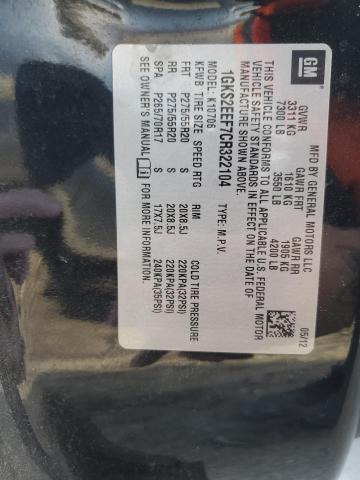 GM
MFD BY GENERAL MOTORS LLC
05/12
GVWR GAWR FRT GAWR RR
3311 KG 1610 KG 1905 KG
7300 LB 3550 LB 4200 LB
THIS VEHICLE CONFORMS TO ALL APPLICABLE U.S. FEDERAL MOTOR
VEHICLE SAFETY STANDARDS IN EFFECT ON THE DATE OF
MANUFACTURE SHOWN ABOVE.
1GKS2EEF7CR322104 TYPE: M.P.V.
MODEL: K10706
KFWB TIRE SIZE SPEED RTG RIM COLD TIRE PRESSURE
FRT P275/55R20 S 20X8.5J 220KPA(32PSI)
RR P275/55R20 S 20X8.5J 220KPA(32PSI)
SPA P265/70R17 S 17X7.5J 240KPA(35PSI)
SEE OWNER'S MANUAL